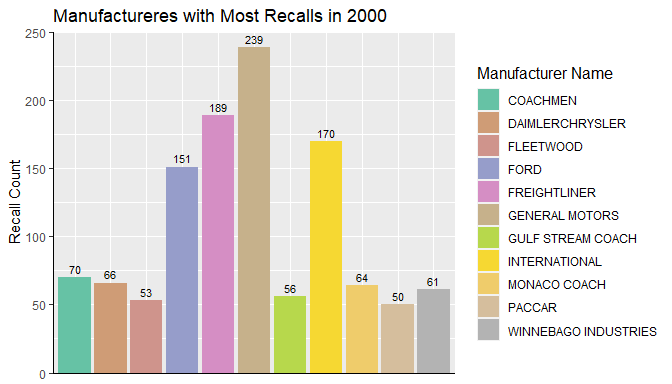 Manufactureres with Most Recalls in 2000
Recall Count
250
200
150
100
50
0
70
66
53
151
189
239
56
170
64
50
61
Manufacturer Name
COACHMEN
DAIMLERCHRYSLER
FLEETWOOD
FORD
FREIGHTLINER
GENERAL MOTORS
GULF STREAM COACH
INTERNATIONAL
MONACO COACH
PACCAR
WINNEBAGO INDUSTRIES